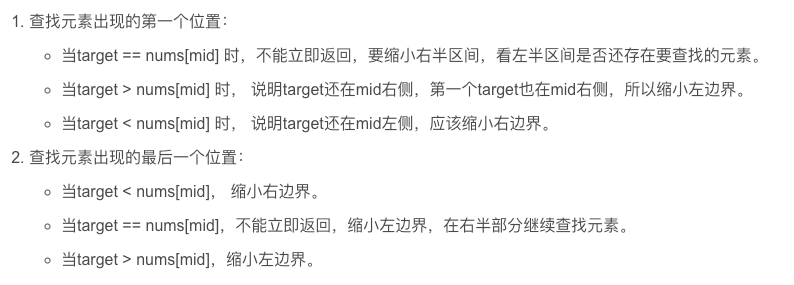 1. 查找元素出现的第一个位置：
◦ 当target == nums[mid] 时，不能立即返回，要缩小右半区间，看左半区间是否还存在要查找的元素。
◦ 当target > nums[mid] 时， 说明target还在mid右侧，第一个target也在mid右侧，所以缩小左边界。
◦ 当target < nums[mid] 时， 说明target还在mid左侧，应该缩小右边界。
2. 查找元素出现的最后一个位置：
◦ 当target < nums[mid]， 缩小右边界。
◦ 当target == nums[mid]，不能立即返回，缩小左边界，在右半部分继续查找元素。
◦ 当target > nums[mid]，缩小左边界。